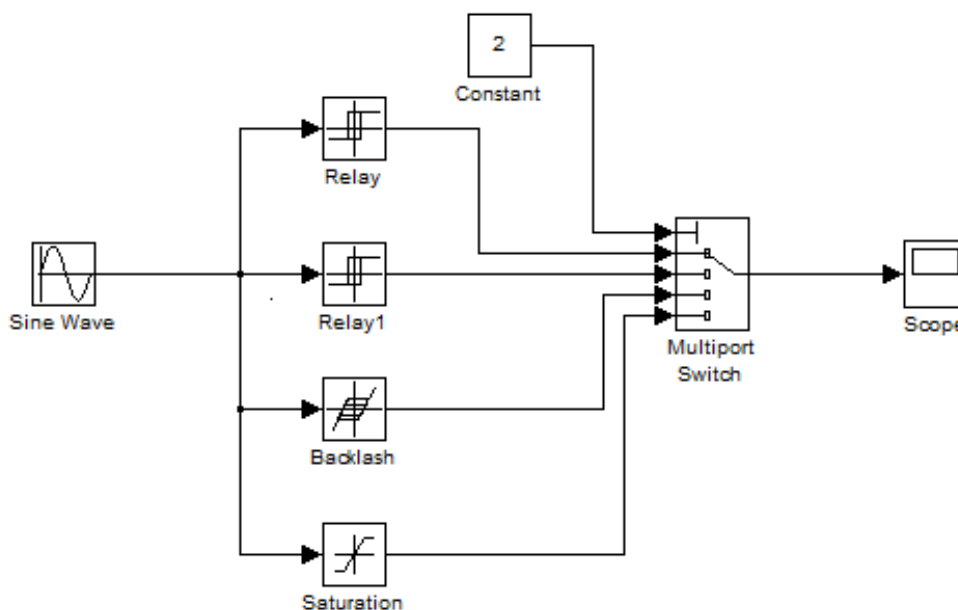 2
Constant
Relay
Sine Wave
Relay1
Multiport
Switch
Scope
Backlash
Saturation